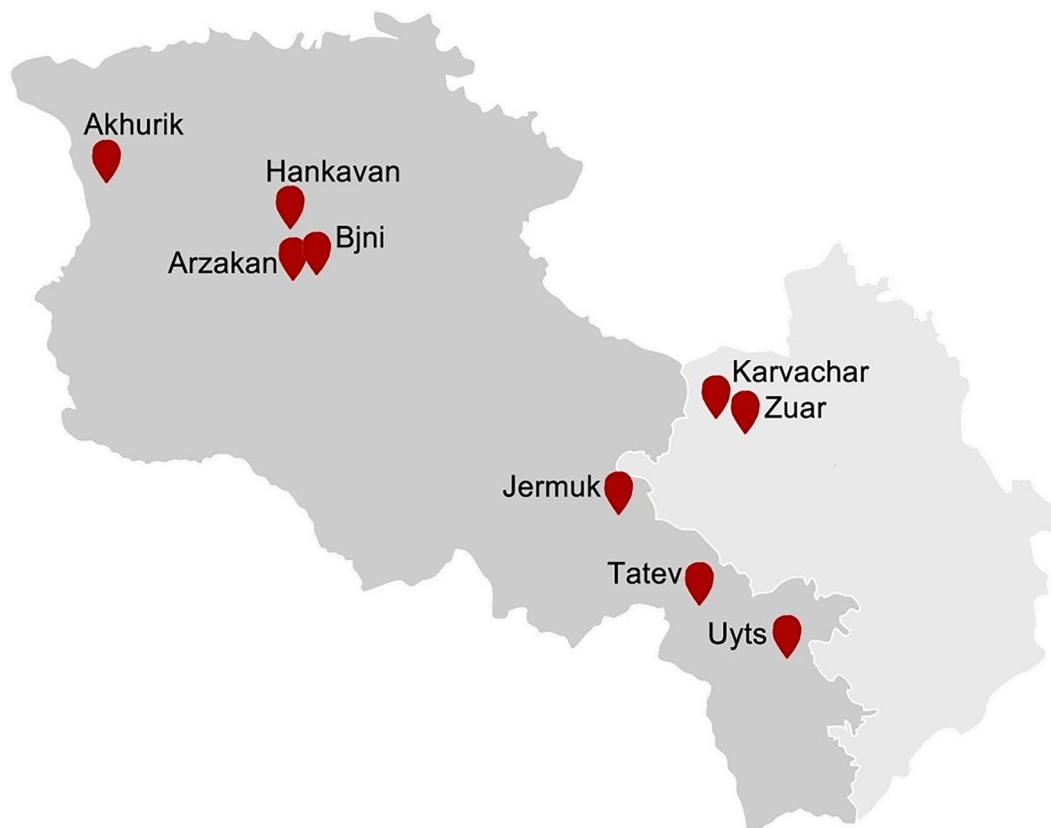 Akhurik
Hankavan
Bjni
Arzakan
Karvachar
Zuar
Jermuk
Tatev
Uyts